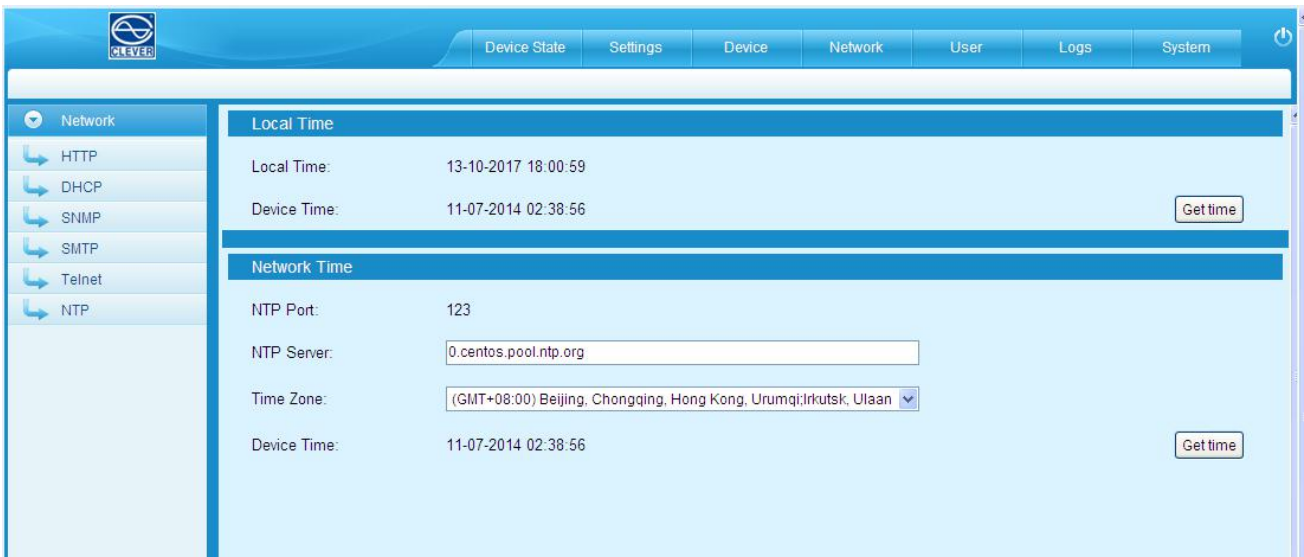 CLEVER
Device State Settings Device Network User Logs System
Network
HTTP
DHCP
SNMP
SMTP
Telnet
NTP
Local Time
Local Time: 13-10-2017 18:00:59
Device Time: 11-07-2014 02:38:56 Get time
Network Time
NTP Port: 123
NTP Server: 0.centos.pool.ntp.org
Time Zone: (GMT+08:00) Beijing, Chongqing, Hong Kong, Urumqi;Irkutsk, Ulaan
Device Time: 11-07-2014 02:38:56 Get time